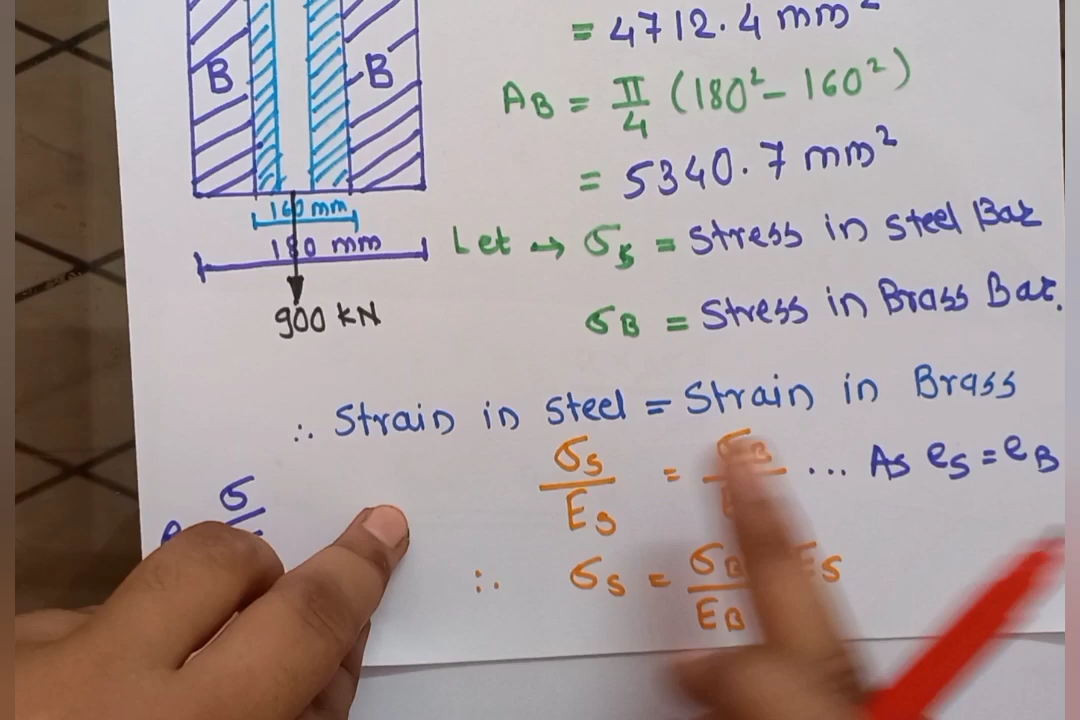 = 4712.4 mm²
B B
A_B = π/4 (180² - 160²)
= 5340.7 mm²
160 mm
180 mm
Let → σ_s = Stress in steel Bar
900 kN
σ_B = Stress in Brass Bar.
∴ Strain in steel = Strain in Brass
σ_s/E_s = σ_B/ ... As e_s = e_B
σ
∴ σ_s = σ_B/E_B E_s